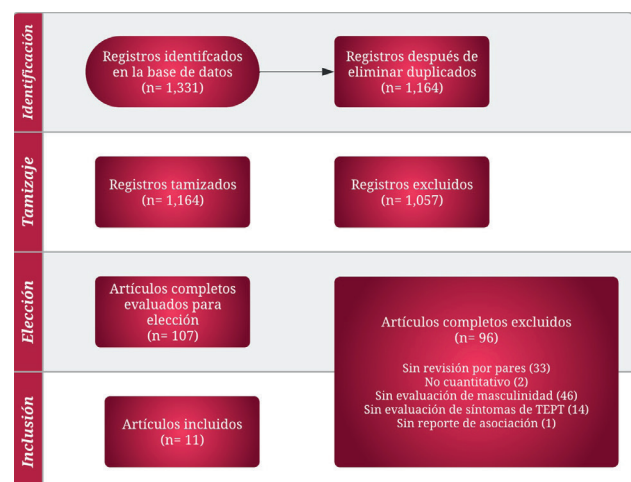 Identificación
Registros identifcados
en la base de datos
(n= 1,331)
Registros después de
eliminar duplicados
(n= 1,164)
Tamizaje
Registros tamizados
(n= 1,164)
Registros excluidos
(n= 1,057)
Elección
Artículos completos
evaluados para
elección
(n= 107)
Artículos completos excluidos
(n= 96)
Sin revisión por pares (33)
No cuantitativo (2)
Sin evaluación de masculinidad (46)
Sin evaluación de síntomas de TEPT (14)
Sin reporte de asociación (1)
Inclusión
Artículos incluidos
(n= 11)